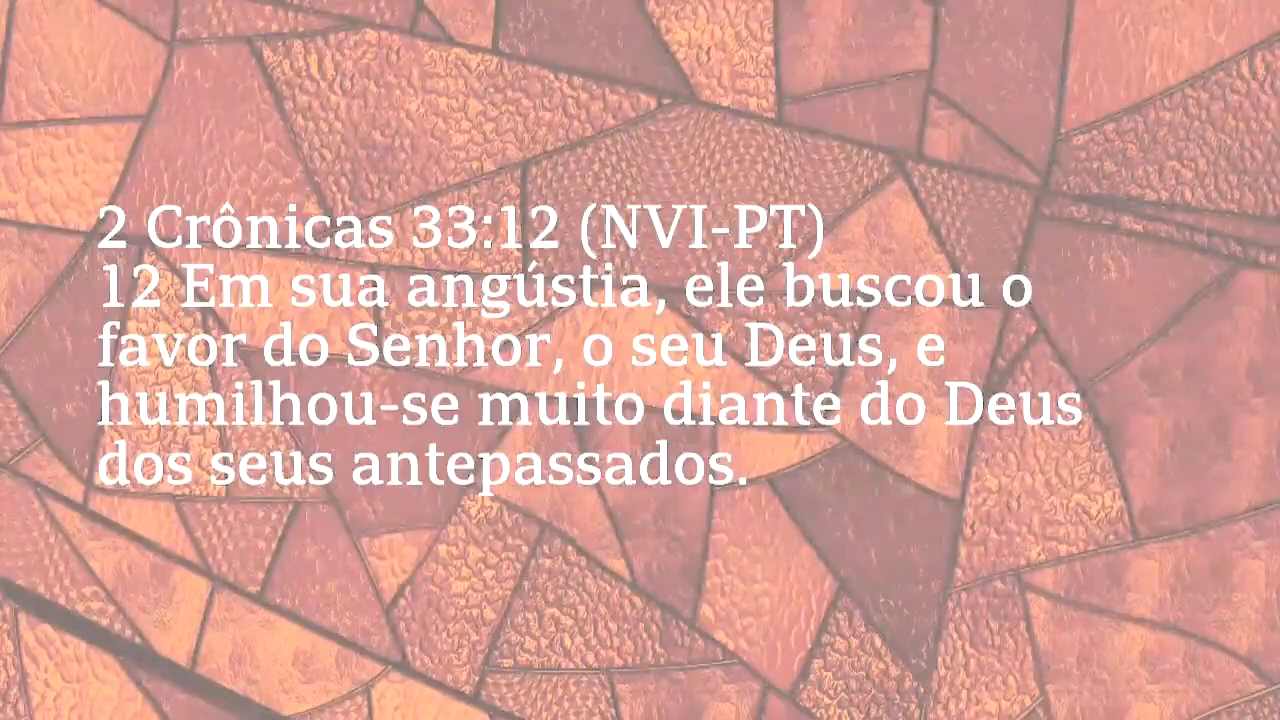 2 Crônicas 33:12 (NVI-PT)
12 Em sua angústia, ele buscou o
favor do Senhor, o seu Deus, e
humilhou-se muito diante do Deus
dos seus antepassados.